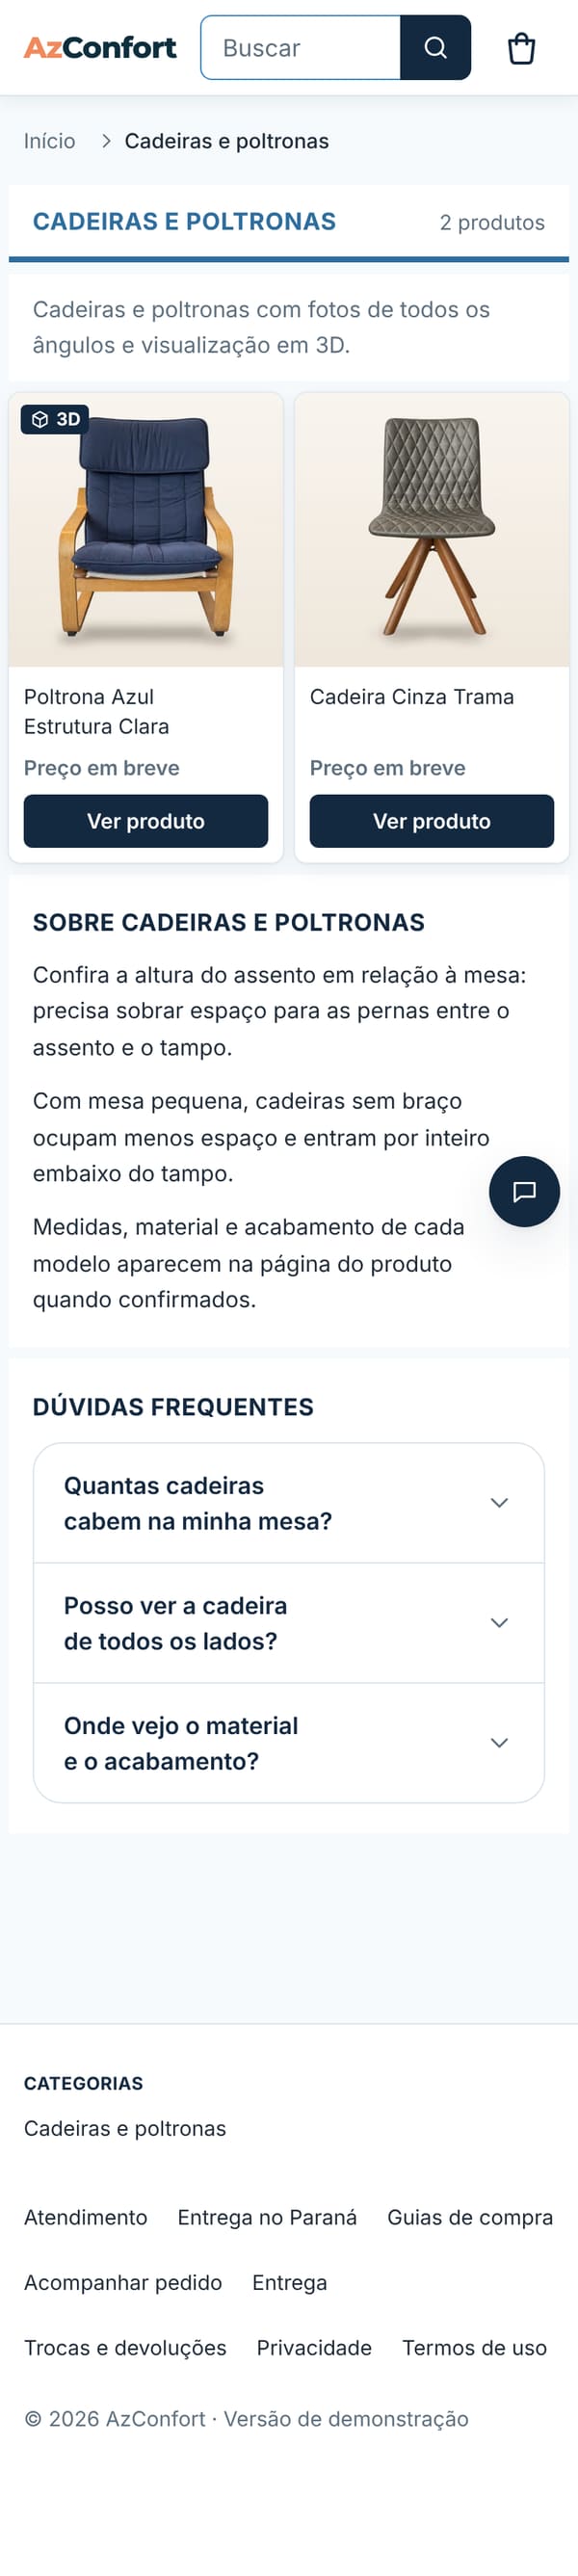 AzConfort
Buscar
Início > Cadeiras e poltronas
CADEIRAS E POLTRONAS
2 produtos
Cadeiras e poltronas com fotos de todos os
ângulos e visualização em 3D.
3D
Poltrona Azul
Estrutura Clara
Preço em breve
Ver produto
Cadeira Cinza Trama
Preço em breve
Ver produto
SOBRE CADEIRAS E POLTRONAS
Confira a altura do assento em relação à mesa:
precisa sobrar espaço para as pernas entre o
assento e o tampo.
Com mesa pequena, cadeiras sem braço
ocupam menos espaço e entram por inteiro
embaixo do tampo.
Medidas, material e acabamento de cada
modelo aparecem na página do produto
quando confirmados.
DÚVIDAS FREQUENTES
Quantas cadeiras
cabem na minha mesa?
Posso ver a cadeira
de todos os lados?
Onde vejo o material
e o acabamento?
CATEGORIAS
Cadeiras e poltronas
Atendimento Entrega no Paraná Guias de compra
Acompanhar pedido Entrega
Trocas e devoluções Privacidade Termos de uso
© 2026 AzConfort · Versão de demonstração